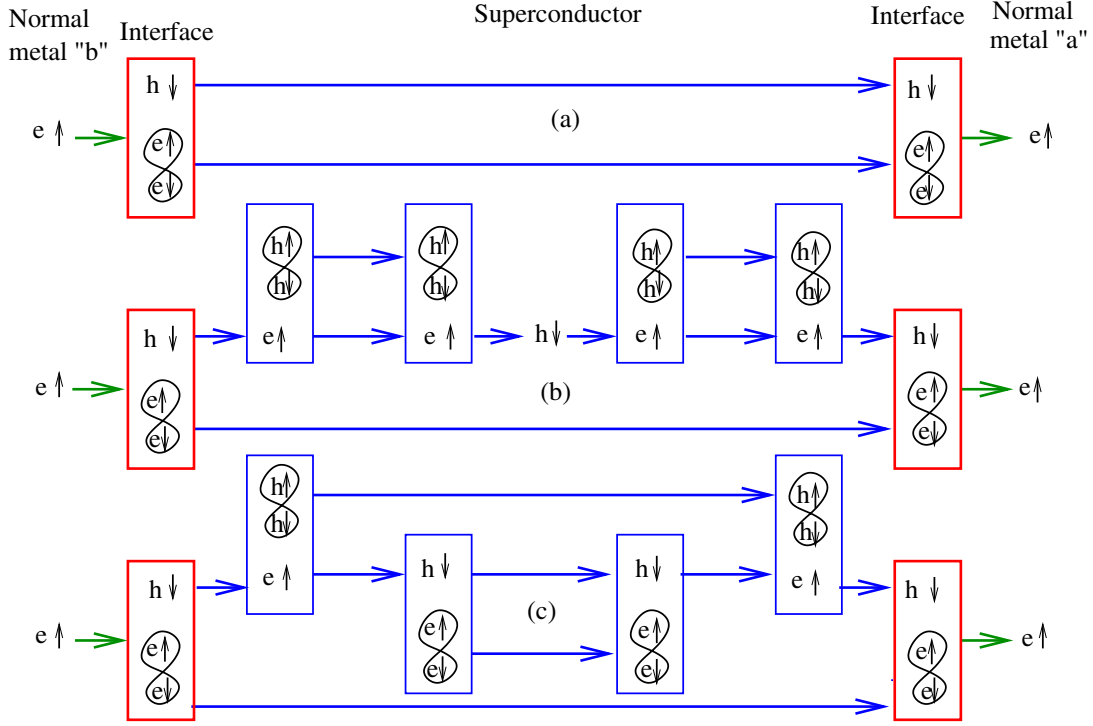 Normal metal "b"
Interface
Superconductor
Interface
Normal metal "a"
h ↓
h ↓
(a)
e ↑
e ↑
e ↓
e ↑
e ↓
e ↑
h ↑
h ↓
h ↑
h ↓
h ↑
h ↓
h ↑
h ↓
h ↓
e ↑
e ↑
h ↓
e ↑
e ↑
h ↓
e ↑
e ↑
e ↓
(b)
e ↑
e ↓
e ↑
h ↑
h ↓
h ↑
h ↓
h ↓
e ↑
h ↓
h ↓
e ↑
h ↓
(c)
e ↑
e ↑
e ↓
e ↑
e ↓
e ↑
e ↓
e ↑
e ↓
e ↑